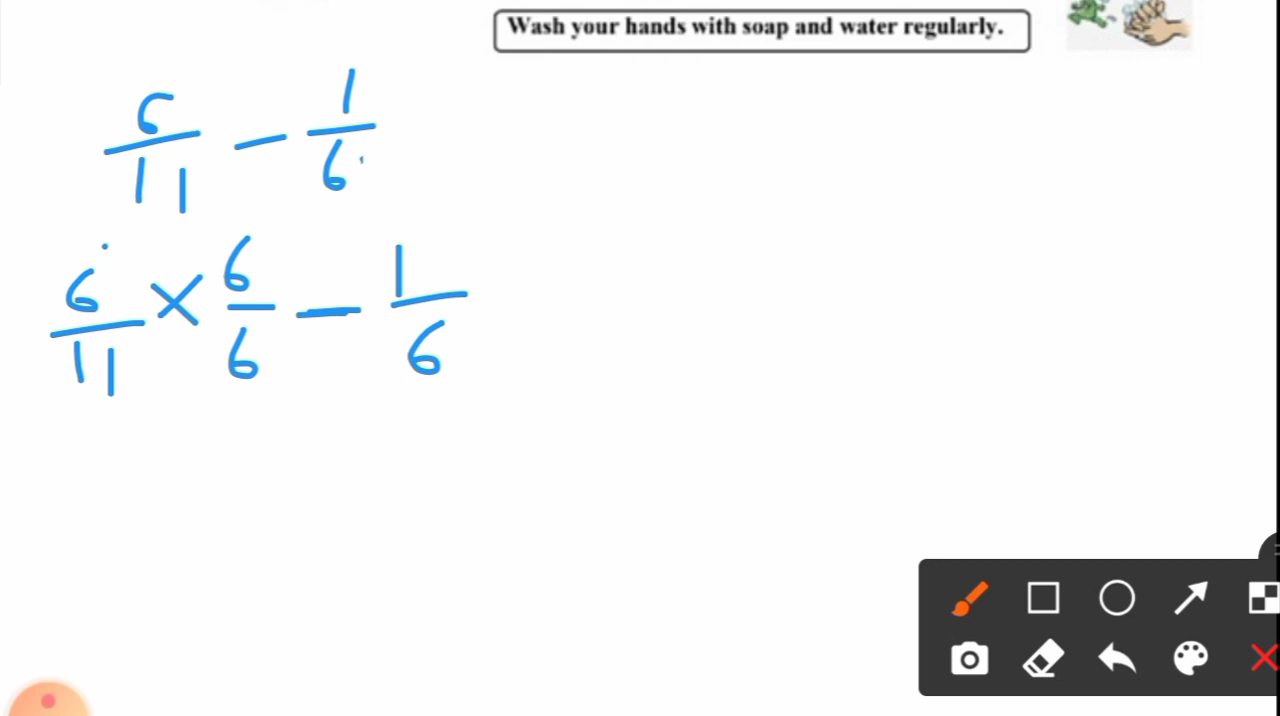 Wash your hands with soap and water regularly.
6/11 - 1/6
6/11 × 6/6 - 1/6